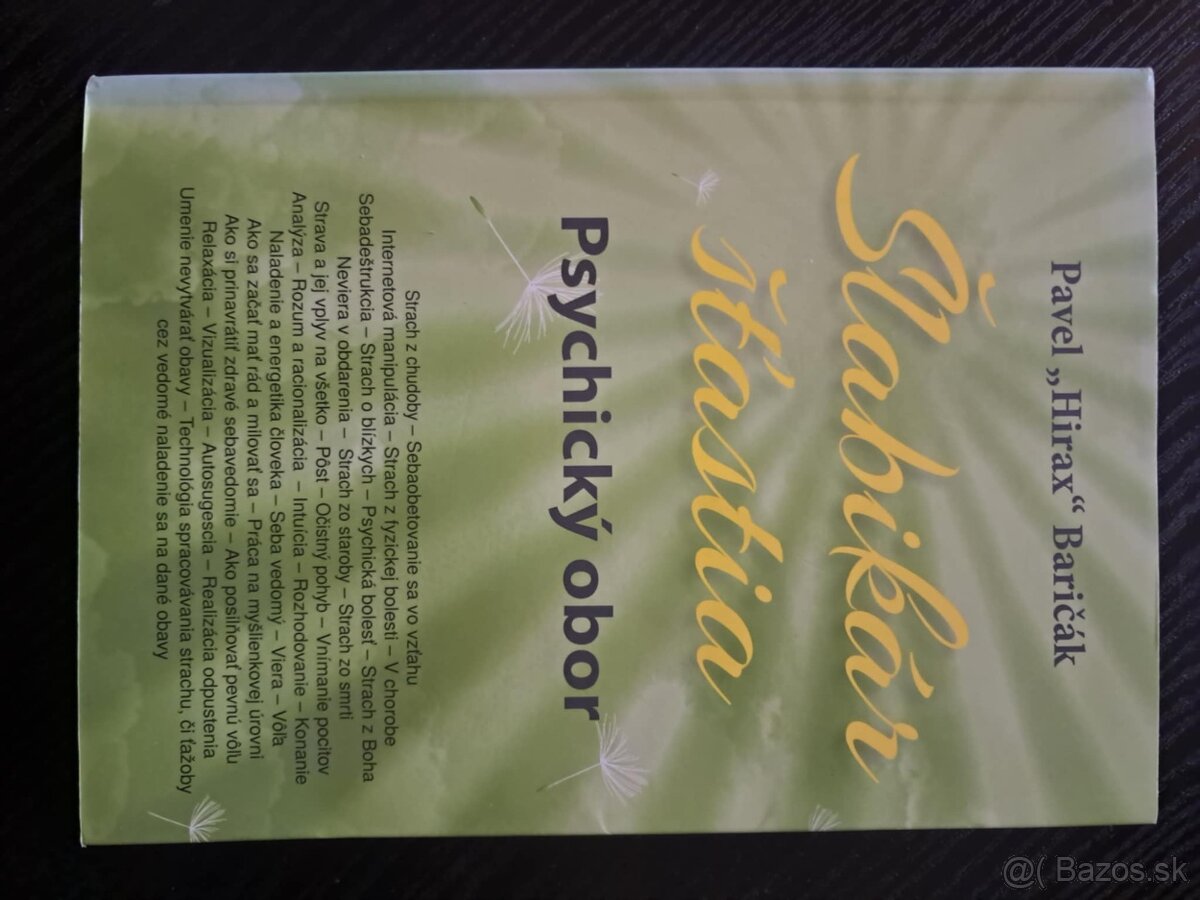 Pavel „Hirax“ Baričák
Šlabikár
šťastia
Psychický obor
Strach z chudoby – Sebaobetovanie sa vo vzťahu
Internetová manipulácia – Strach z fyzickej bolesti – V chorobe
Sebadeštrukcia – Strach o blízkych – Psychická bolesť – Strach z Boha
Neviera v obdarenia – Strach zo staroby – Strach zo smrti
Strava a jej vplyv na všetko – Pôst – Očistný pohyb – Vnímanie pocitov
Analýza – Rozum a racionalizácia – Intuícia – Rozhodovanie – Konanie
Naladenie a energetika človeka – Seba vedomý – Viera – Vôľa
Ako sa začať mať rád a milovať sa – Práca na myšlienkovej úrovni
Ako si prinavrátiť zdravé sebavedomie – Ako posilňovať pevnú vôľu
Relaxácia – Vizualizácia – Autosugescia – Realizácia odpustenia
Umenie nevytvárať obavy – Technológia spracovávania strachu, či ťažoby
cez vedomé naladenie sa na dané obavy
@( Bazos.sk